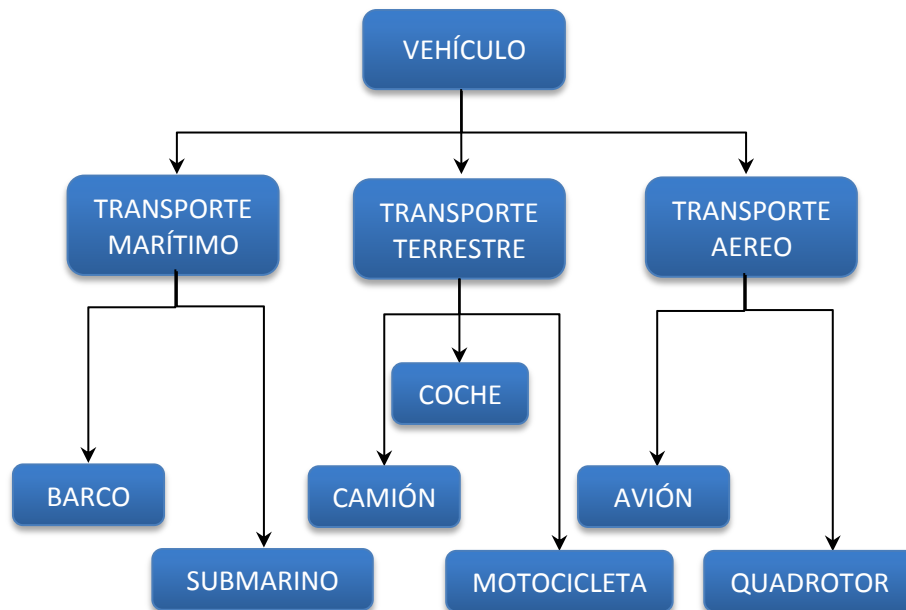 VEHÍCULO
TRANSPORTE
MARÍTIMO
TRANSPORTE
TERRESTRE
TRANSPORTE
AEREO
COCHE
BARCO
CAMIÓN
AVIÓN
SUBMARINO
MOTOCICLETA
QUADROTOR